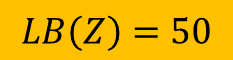 LB(Z) = 50